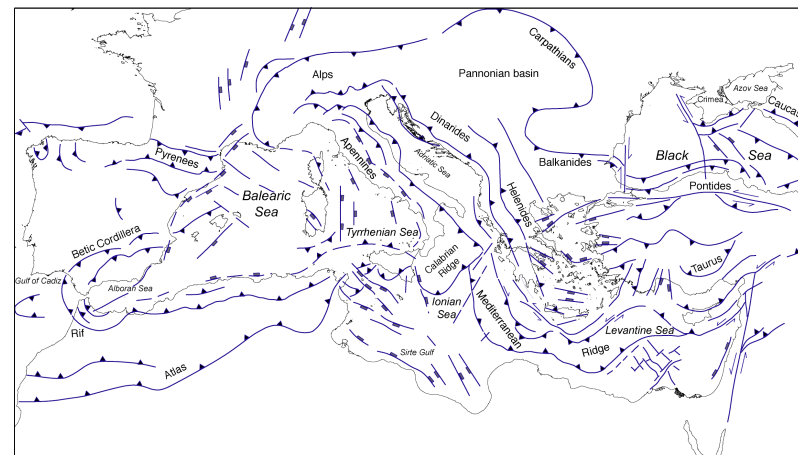 Carpathians
Alps
Pannonian basin
Azov Sea
Crimea
Caucas
Dinarides
Pyrenees
Apennines
Adriatic Sea
Balkanides
Black Sea
Pontides
Balearic
Sea
Helenides
Betic Cordillera
Tyrrhenian Sea
Calabrian
Ridge
Taurus
Gulf of Cadiz
Alboran Sea
Ionian
Sea
Mediterranean
Ridge
Levantine Sea
Rif
Sirte Gulf
Atlas